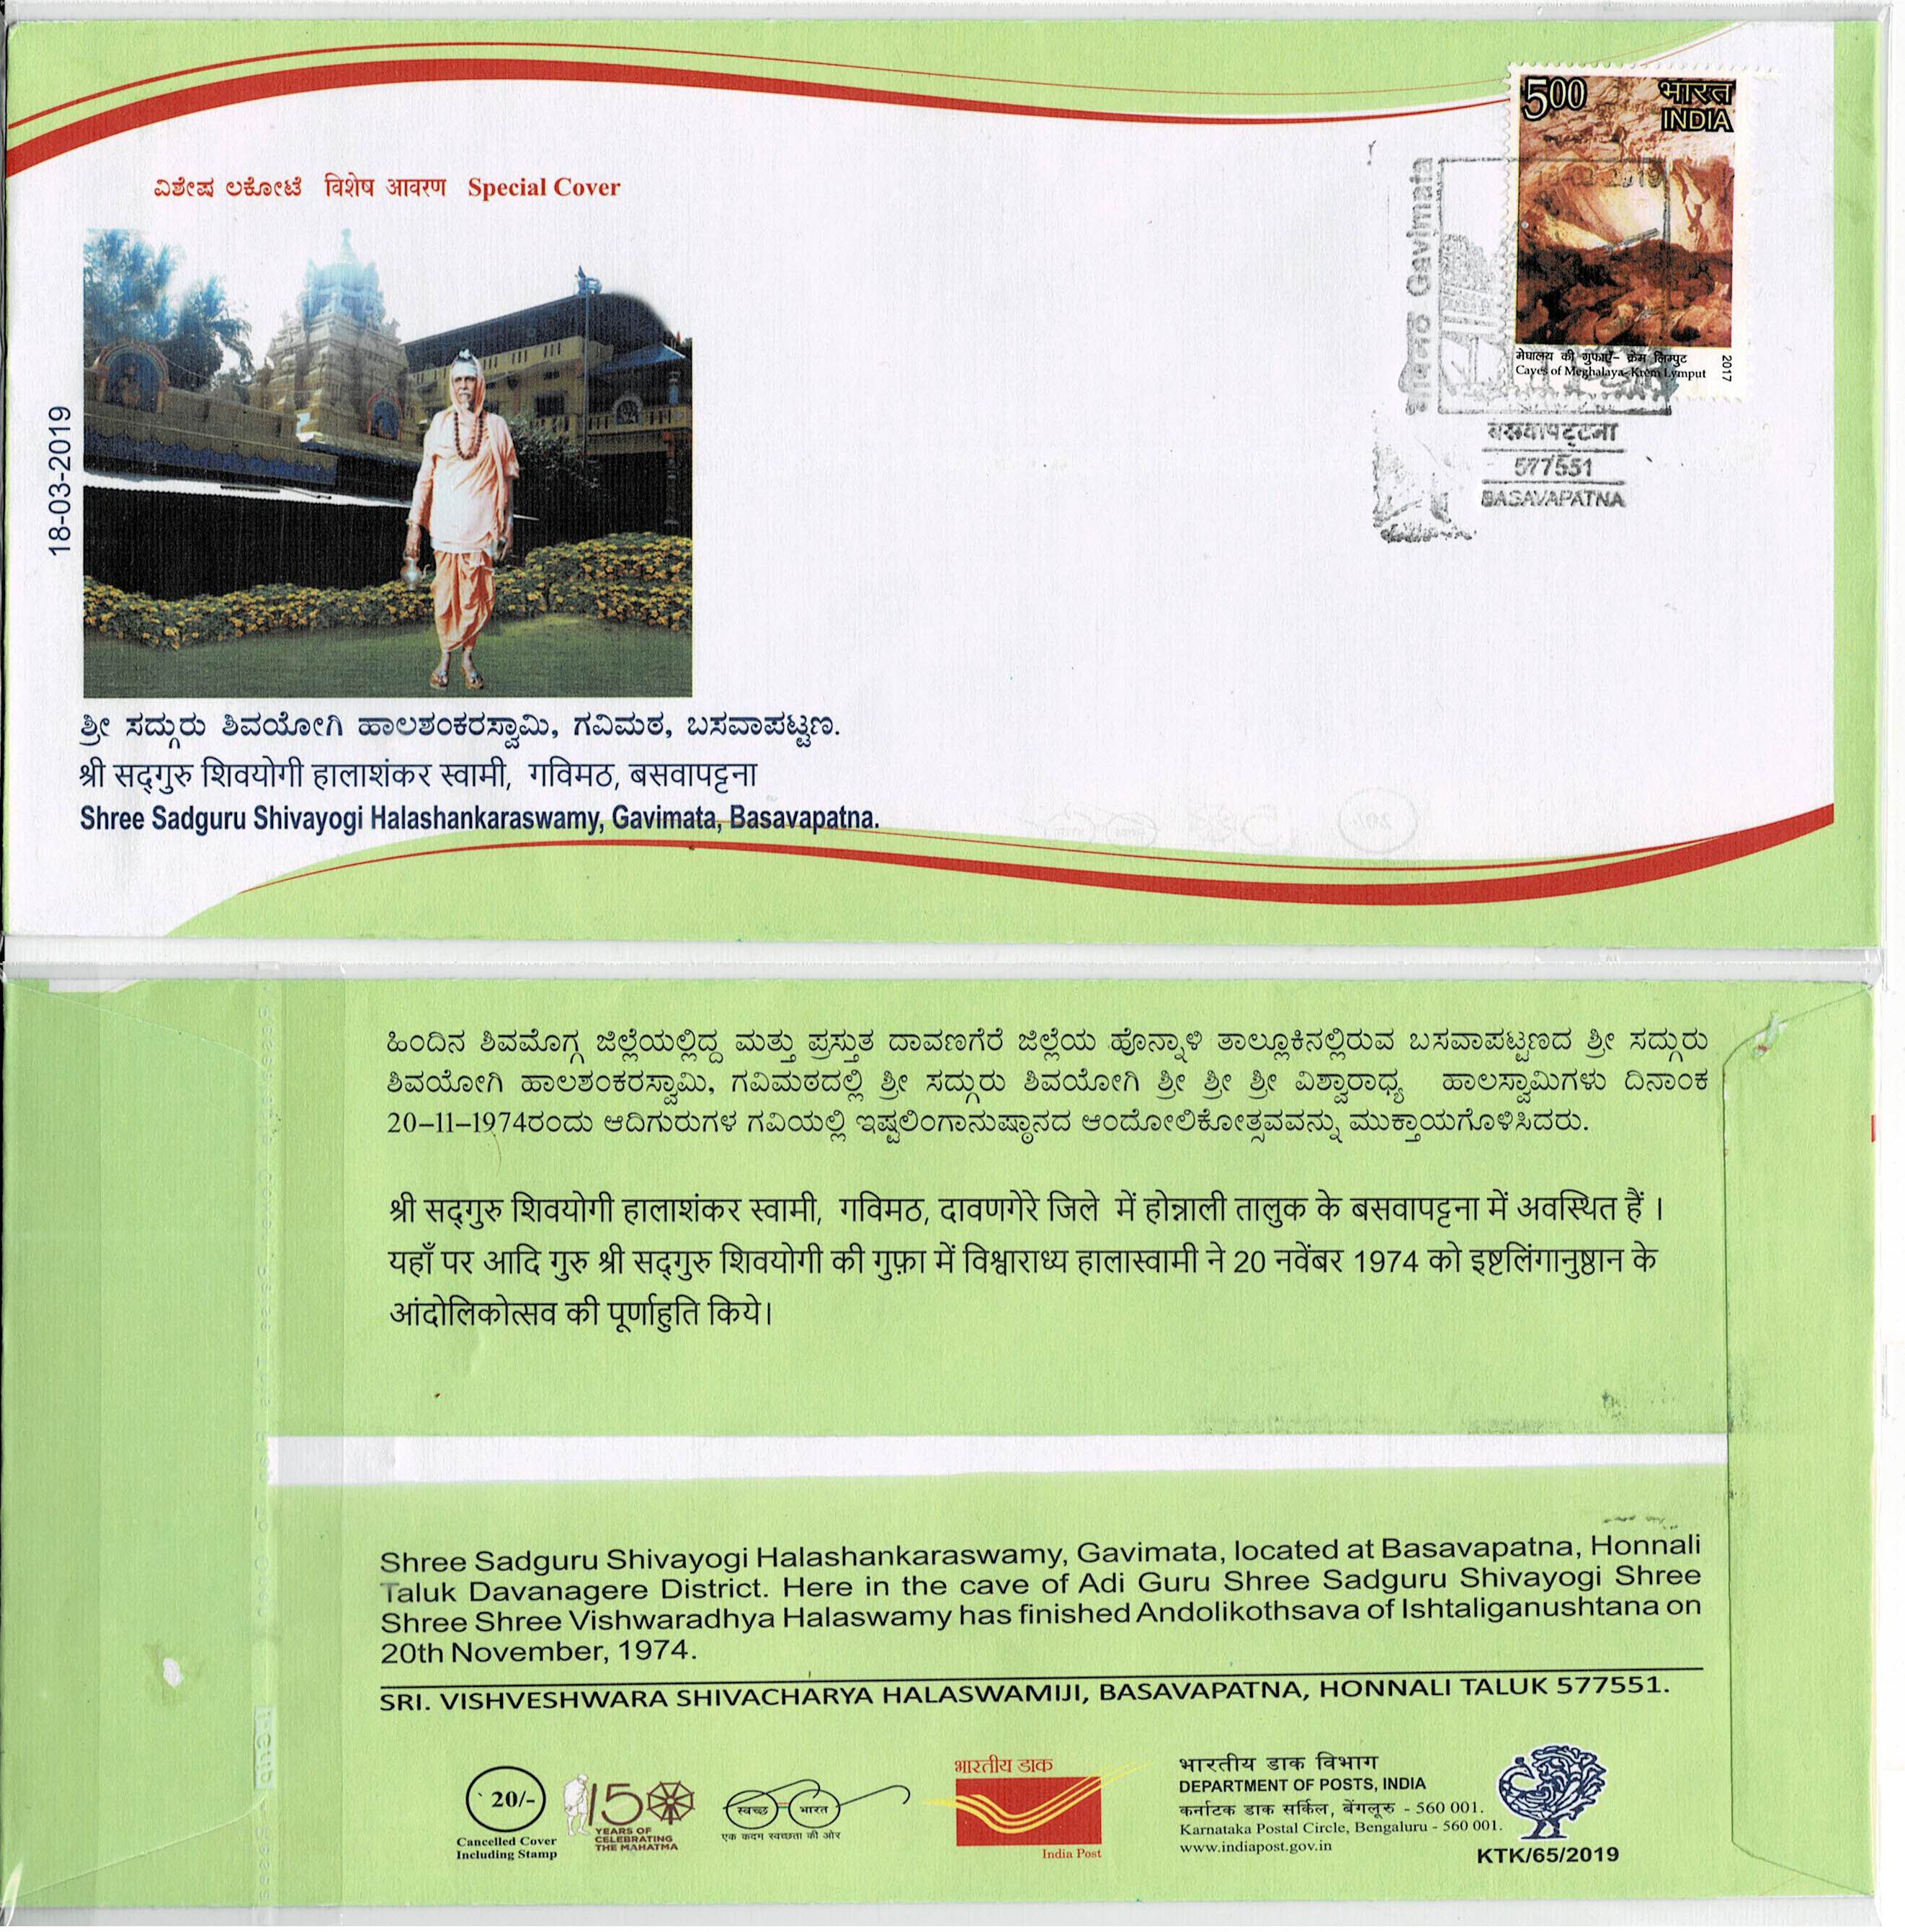 ವಿಶೇಷ ಲಕೋಟೆ विशेष आवरण Special Cover
18-03-2019
500 भारत
INDIA
मेघालय की गुफाएं- क्रेम लिम्पुट
Caves of Meghalaya-Krem Lymput
2017
Gavimata
बसवापट्टना
577551
BASAVAPATNA
ಶ್ರೀ ಸದ್ಗುರು ಶಿವಯೋಗಿ ಹಾಲಶಂಕರಸ್ವಾಮಿ, ಗವಿಮಠ, ಬಸವಾಪಟ್ಟಣ.
श्री सद्गुरु शिवयोगी हालाशंकर स्वामी, गविमठ, बसवापट्टना
Shree Sadguru Shivayogi Halashankaraswamy, Gavimata, Basavapatna.
ಹಿಂದಿನ ಶಿವಮೊಗ್ಗ ಜಿಲ್ಲೆಯಲ್ಲಿದ್ದ ಮತ್ತು ಪ್ರಸ್ತುತ ದಾವಣಗೆರೆ ಜಿಲ್ಲೆಯ ಹೊನ್ನಾಳಿ ತಾಲ್ಲೂಕಿನಲ್ಲಿರುವ ಬಸವಾಪಟ್ಟಣದ ಶ್ರೀ ಸದ್ಗುರು
ಶಿವಯೋಗಿ ಹಾಲಶಂಕರಸ್ವಾಮಿ, ಗವಿಮಠದಲ್ಲಿ ಶ್ರೀ ಸದ್ಗುರು ಶಿವಯೋಗಿ ಶ್ರೀ ಶ್ರೀ ಶ್ರೀ ವಿಶ್ವಾರಾಧ್ಯ ಹಾಲಸ್ವಾಮಿಗಳು ದಿನಾಂಕ
20-11-1974ರಂದು ಆದಿಗುರುಗಳ ಗವಿಯಲ್ಲಿ ಇಷ್ಟಲಿಂಗಾನುಷ್ಠಾನದ ಆಂದೋಲಿಕೋತ್ಸವವನ್ನು ಮುಕ್ತಾಯಗೊಳಿಸಿದರು.
श्री सद्गुरु शिवयोगी हालाशंकर स्वामी, गविमठ, दावणगेरे जिले में होन्नाली तालुक के बसवापट्टना में अवस्थित हैं ।
यहाँ पर आदि गुरु श्री सद्गुरु शिवयोगी की गुफ़ा में विश्वाराध्य हालास्वामी ने 20 नवेंबर 1974 को इष्टलिंगानुष्ठान के
आंदोलिकोत्सव की पूर्णाहुति किये।
Shree Sadguru Shivayogi Halashankaraswamy, Gavimata, located at Basavapatna, Honnali
Taluk Davanagere District. Here in the cave of Adi Guru Shree Sadguru Shivayogi Shree
Shree Shree Vishwaradhya Halaswamy has finished Andolikothsava of Ishtaliganushtana on
20th November, 1974.
SRI. VISHVESHWARA SHIVACHARYA HALASWAMIJI, BASAVAPATNA, HONNALI TALUK 577551.
20/-
Cancelled Cover
Including Stamp
150
YEARS OF
CELEBRATING
THE MAHATMA
स्वच्छ भारत
एक कदम स्वच्छता की ओर
भारतीय डाक
India Post
भारतीय डाक विभाग
DEPARTMENT OF POSTS, INDIA
कर्नाटक डाक सर्किल, बेंगलूरु - 560 001.
Karnataka Postal Circle, Bengaluru - 560 001.
www.indiapost.gov.in
KTK/65/2019